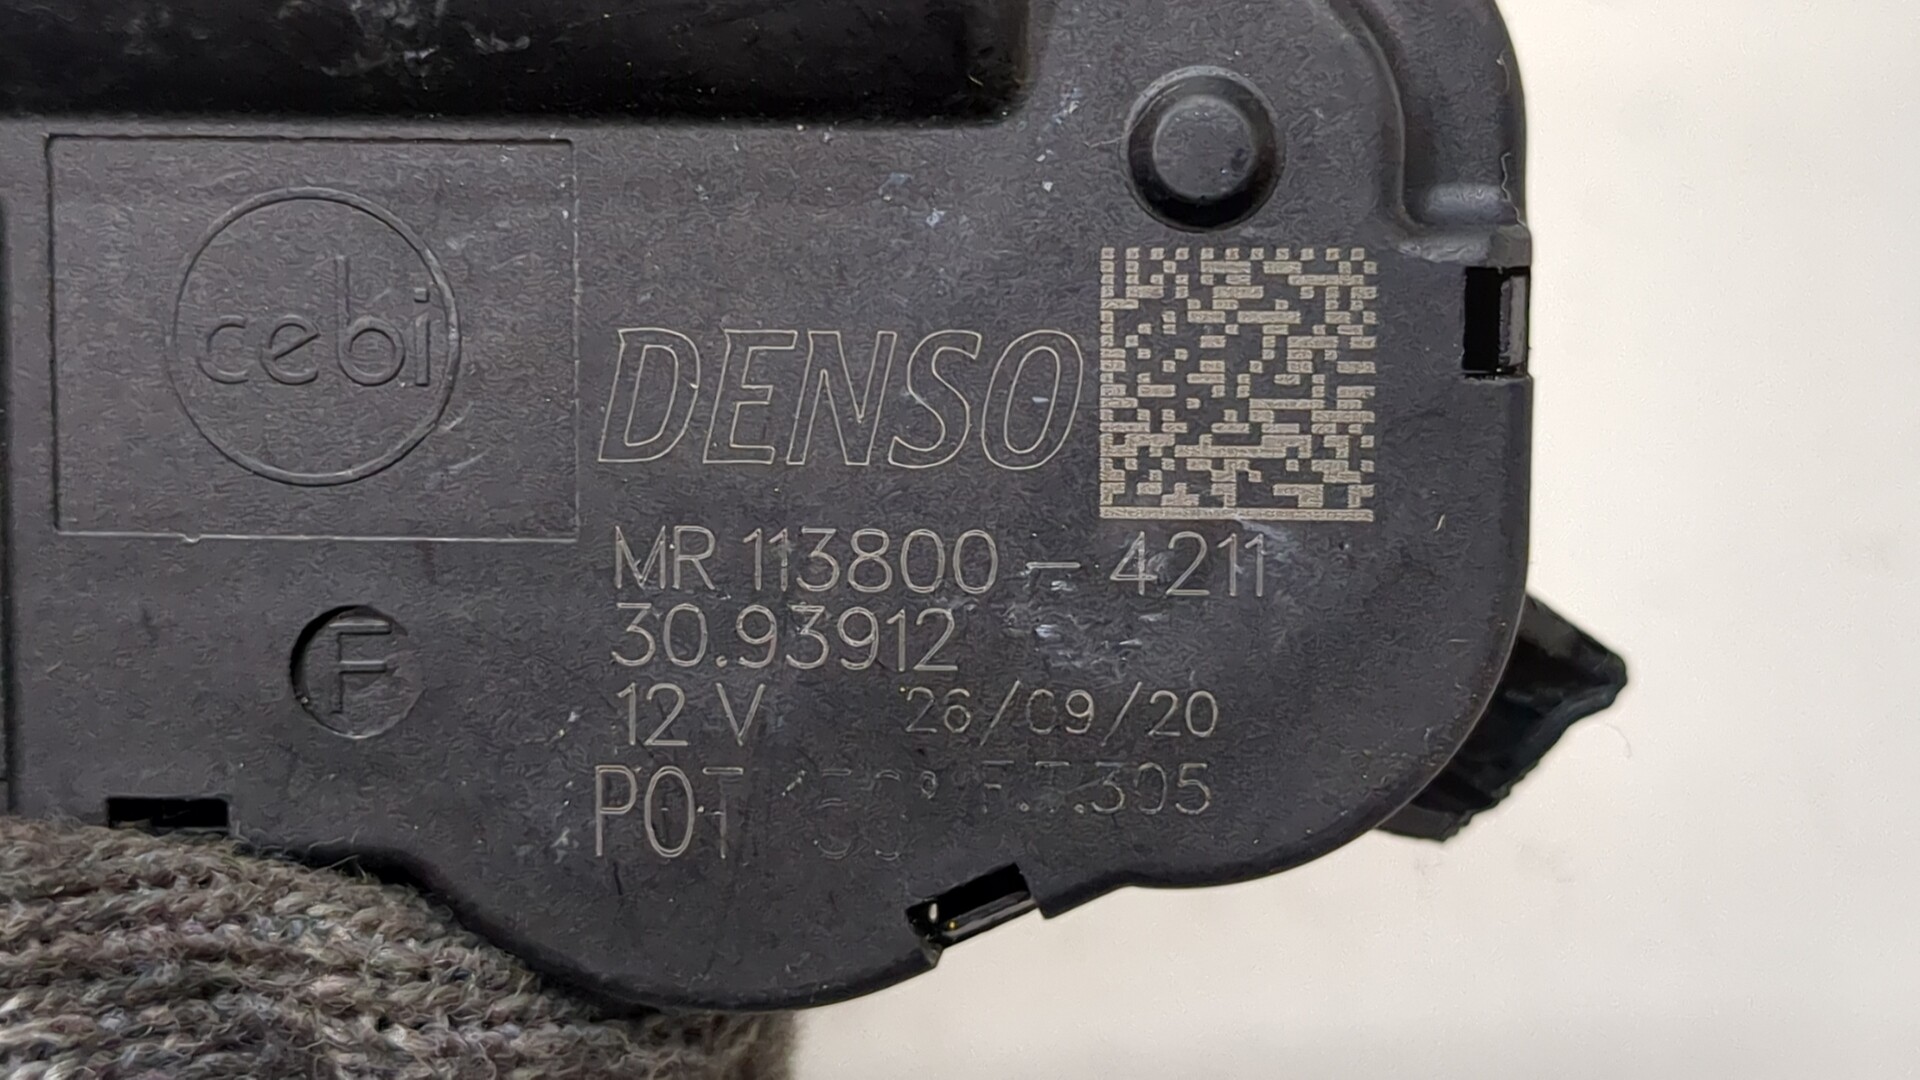 cebi
DENSO
MR 113800-4211
30.93912
F
12 V 26/09/20
POT